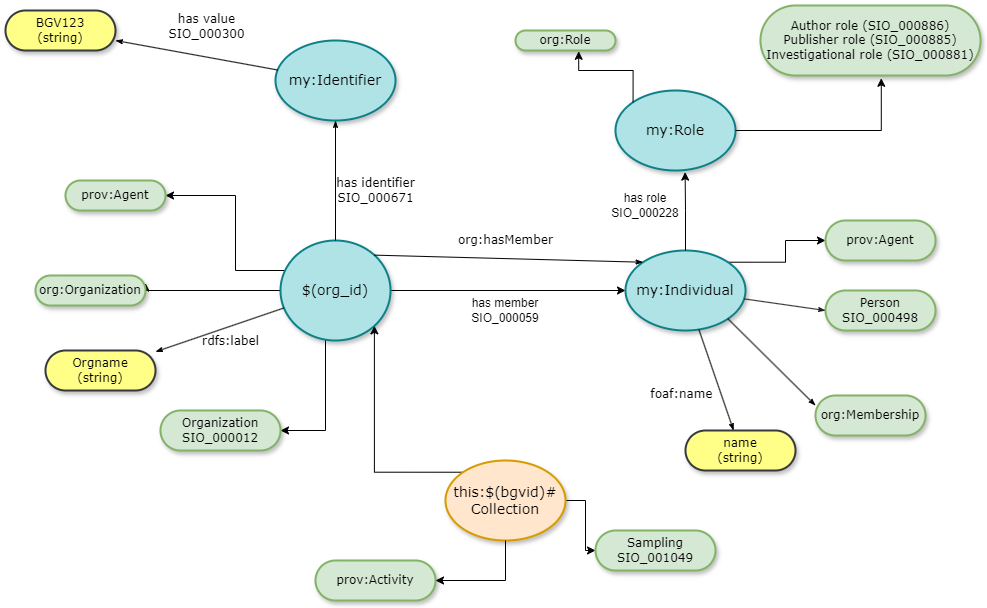 BGV123
(string)
has value
SIO_000300
my:Identifier
org:Role
Author role (SIO_000886)
Publisher role (SIO_000885)
Investigational role (SIO_000881)
my:Role
has identifier
SIO_000671
prov:Agent
has role
SIO_000228
org:hasMember
prov:Agent
org:Organization
$(org_id)
has member
SIO_000059
my:Individual
Person
SIO_000498
rdfs:label
Orgname
(string)
foaf:name
org:Membership
Organization
SIO_000012
name
(string)
this:$(bgvid)#
Collection
Sampling
SIO_001049
prov:Activity